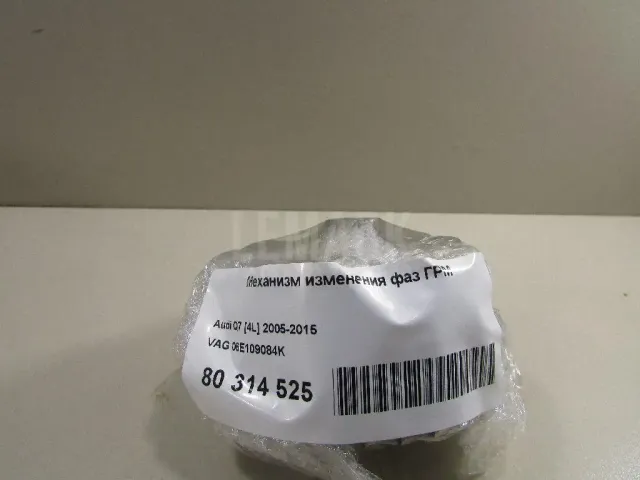 Механизм изменения фаз ГРМ
Audi Q7 [4L] 2005-2015
VAG 06E109084K
80 314 525